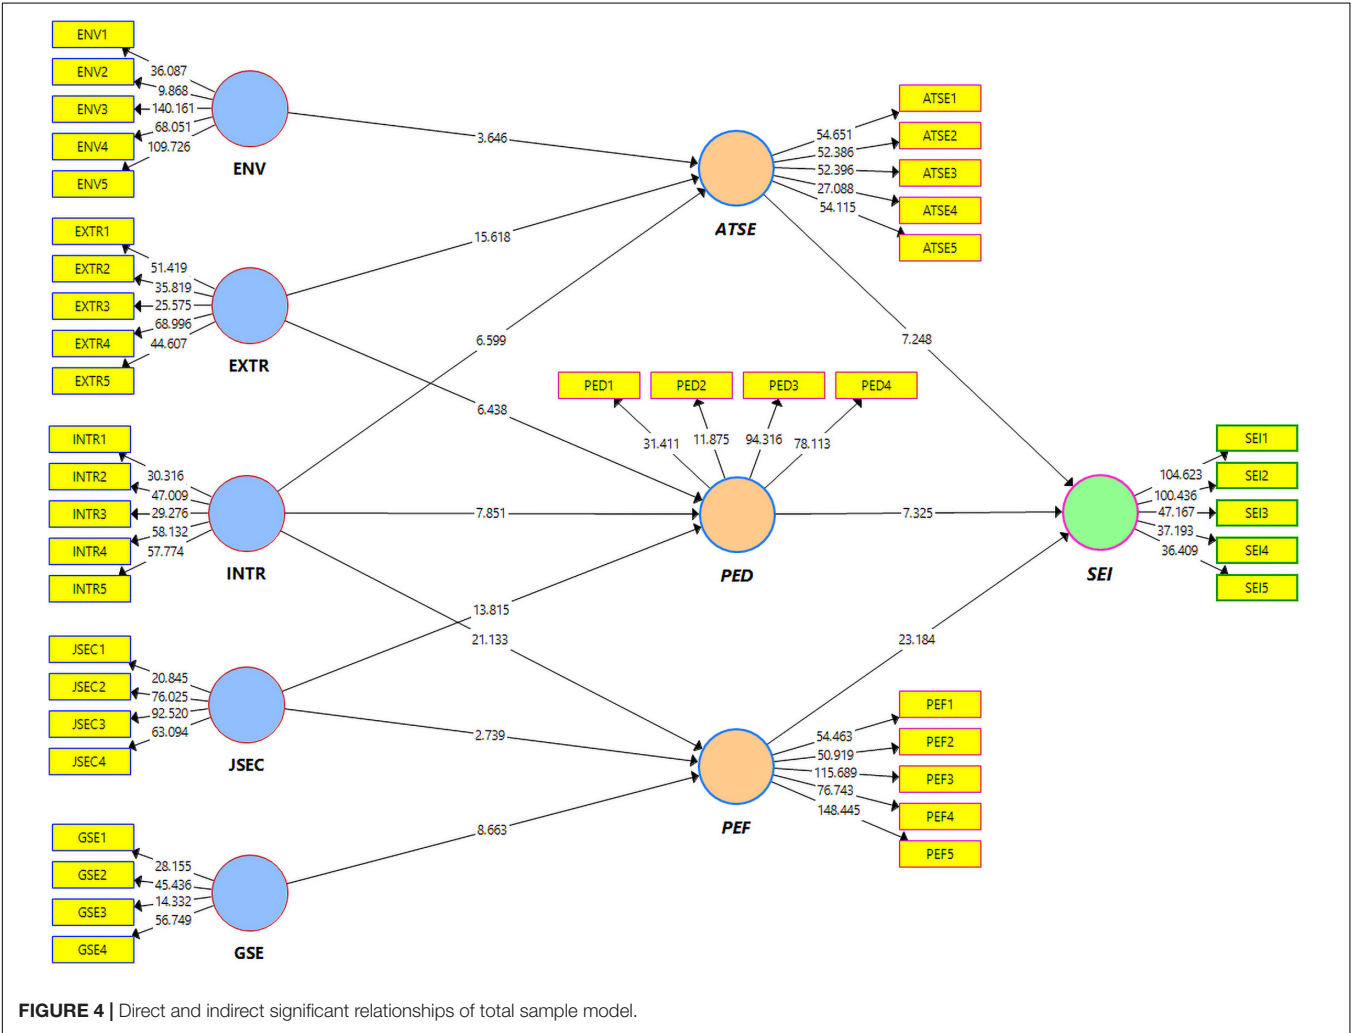 ENV1
ENV2
ENV3
ENV4
ENV5
36.087
9.868
140.161
68.051
109.726
ENV
EXTR1
EXTR2
EXTR3
EXTR4
EXTR5
51.419
35.819
25.575
68.996
44.607
EXTR
INTR1
INTR2
INTR3
INTR4
INTR5
30.316
47.009
29.276
58.132
57.774
INTR
JSEC1
JSEC2
JSEC3
JSEC4
20.845
76.025
92.520
63.094
JSEC
GSE1
GSE2
GSE3
GSE4
28.155
45.436
14.332
56.749
GSE
3.646
15.618
6.599
6.438
7.851
13.815
21.133
2.739
8.663
ATSE
54.651
52.386
52.396
27.088
54.115
ATSE1
ATSE2
ATSE3
ATSE4
ATSE5
PED1
PED2
PED3
PED4
31.411
11.875
94.316
78.113
PED
PEF
54.463
50.919
115.689
76.743
148.445
PEF1
PEF2
PEF3
PEF4
PEF5
7.248
7.325
23.184
SEI
104.623
100.436
47.167
37.193
36.409
SEI1
SEI2
SEI3
SEI4
SEI5
FIGURE 4 | Direct and indirect significant relationships of total sample model.